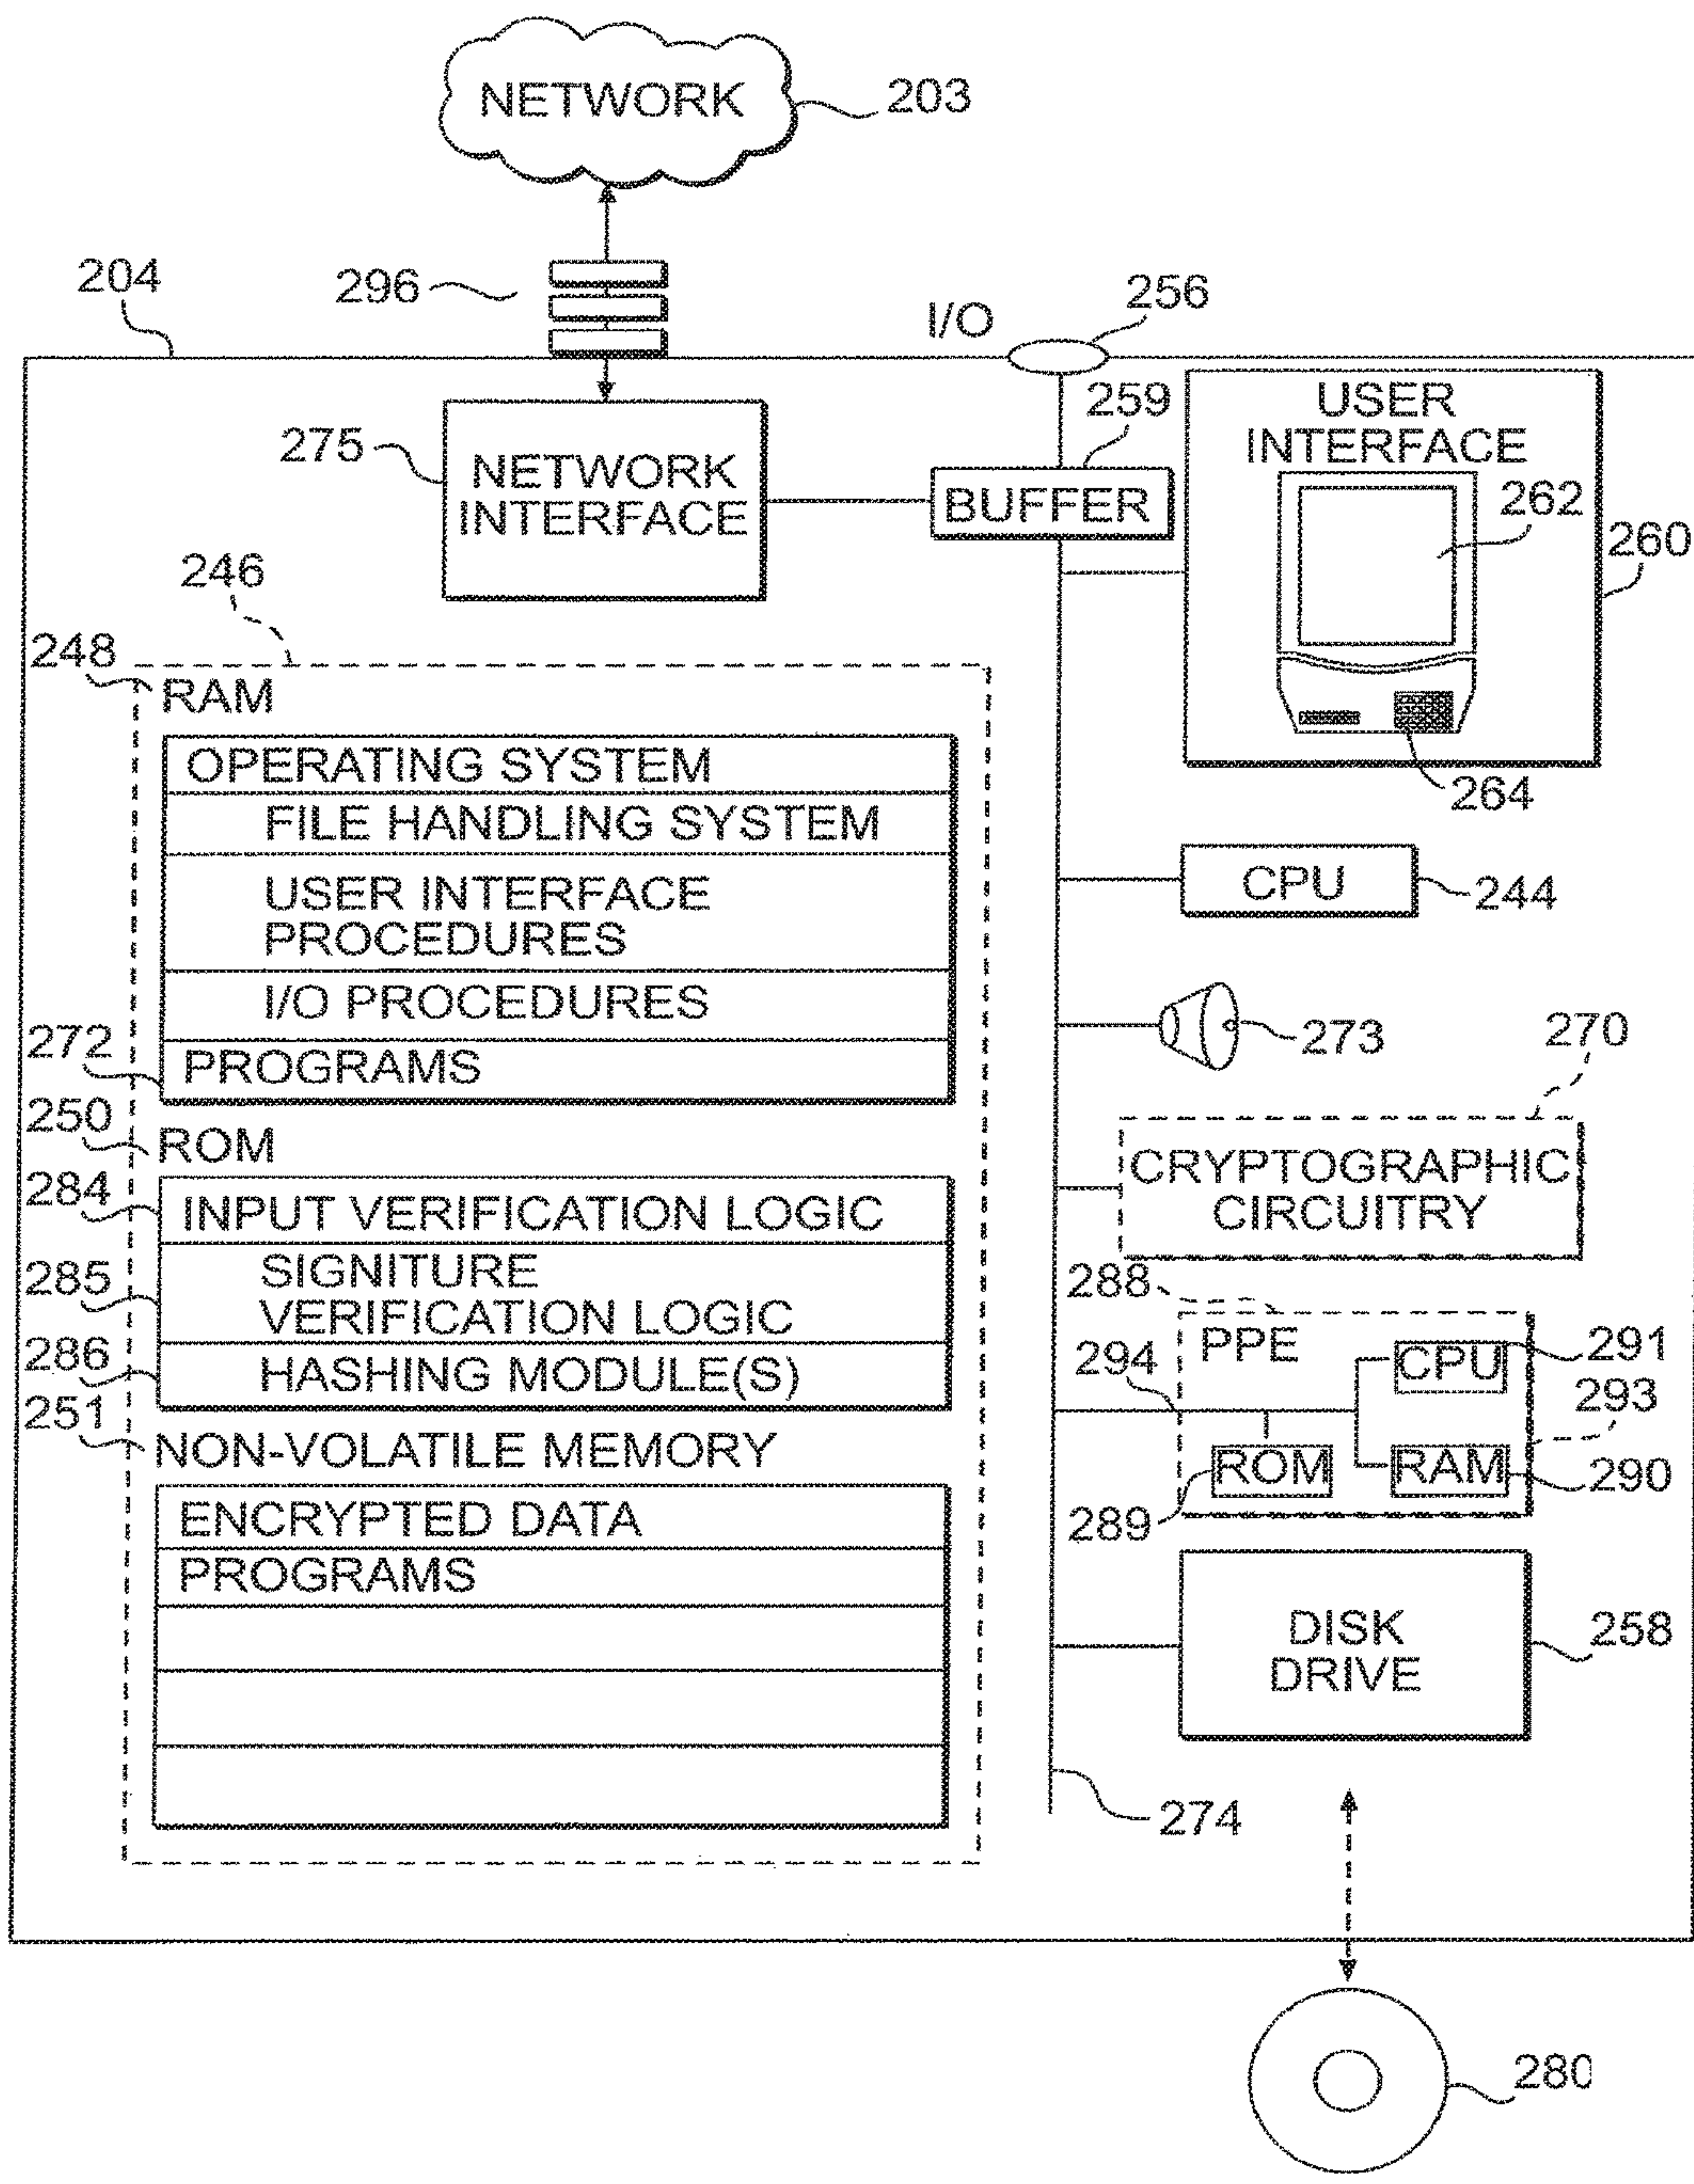 NETWORK
203
204
296
I/O
256
259
275
NETWORK
INTERFACE
BUFFER
USER
INTERFACE
262
260
264
246
248
RAM
OPERATING SYSTEM
FILE HANDLING SYSTEM
USER INTERFACE
PROCEDURES
I/O PROCEDURES
272
PROGRAMS
250
ROM
284
INPUT VERIFICATION LOGIC
285
SIGNITURE
VERIFICATION LOGIC
286
HASHING MODULE(S)
251
NON-VOLATILE MEMORY
ENCRYPTED DATA
PROGRAMS
CPU
244
273
270
CRYPTOGRAPHIC
CIRCUITRY
288
PPE
294
CPU
291
293
ROM
RAM
290
289
DISK
DRIVE
258
274
280